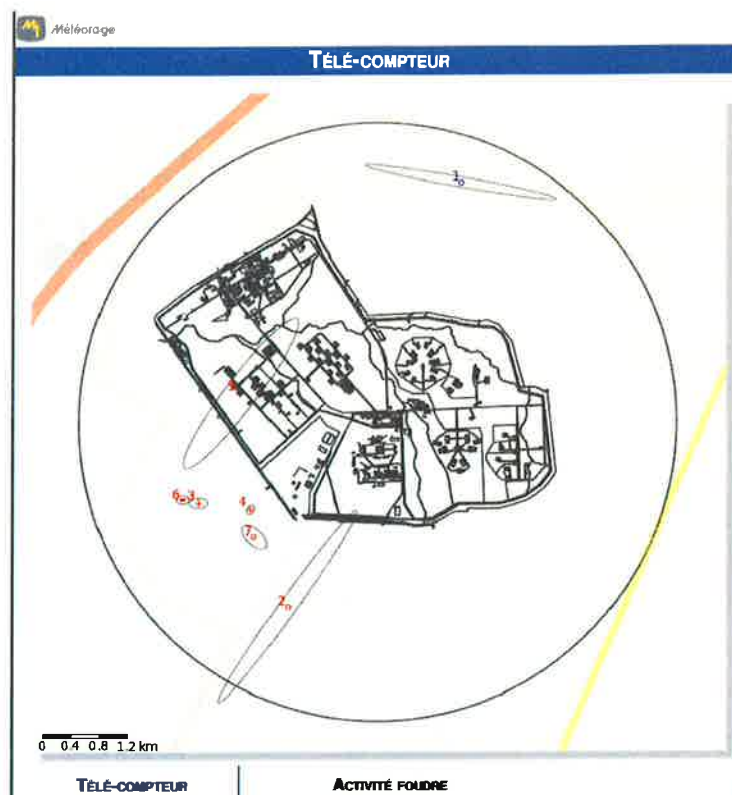 Météorage
TÉLÉ-COMPTEUR
1
6 3
4
7
2
0 0.4 0.8 1.2 km
TÉLÉ-COMPTEUR
ACTIVITÉ FOUDRE